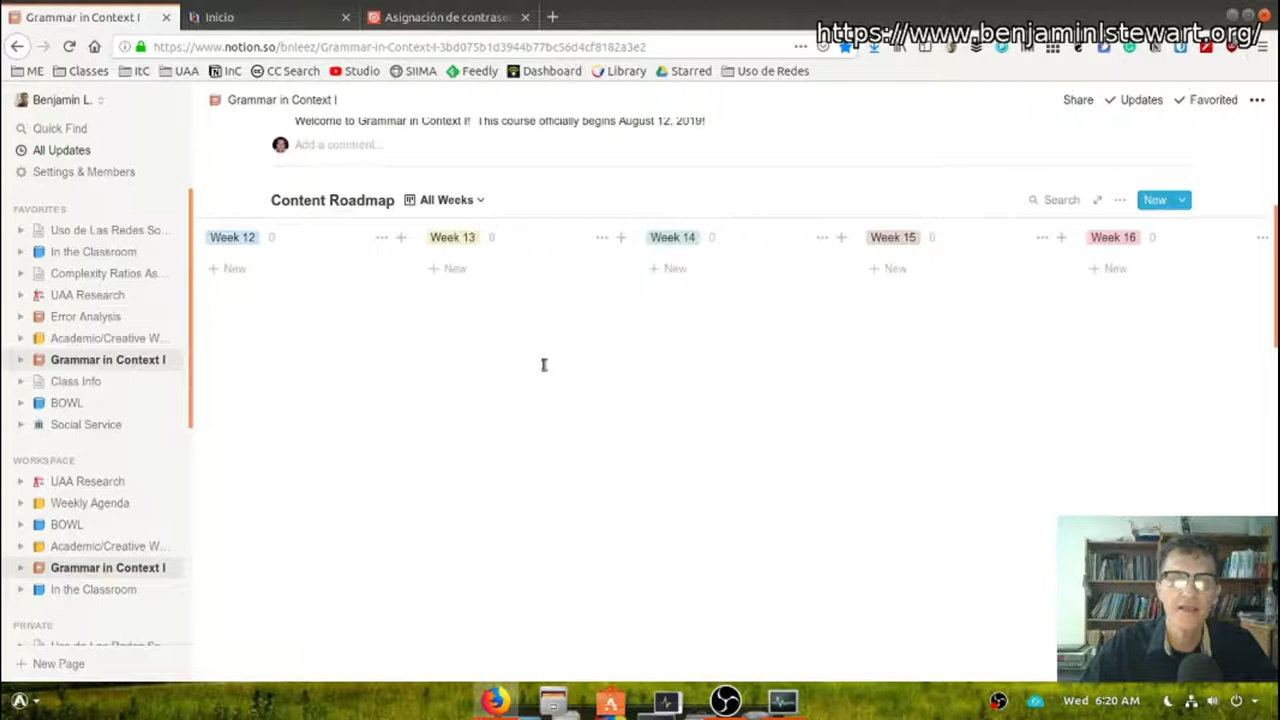 Grammar in Context I
Inicio
Asignación de contrase
https://www.benjaminlstewart.org/
https://www.notion.so/bnleez/Grammar-in-Context-I-3bd075b1d3944b77bc56d4cf8182a3e2
ME Classes ItC UAA InC CC Search Studio SIIMA Feedly Dashboard Library Starred Uso de Redes
Benjamin L.
Grammar in Context I
Share Updates Favorited
Quick Find
All Updates
Settings & Members
Welcome to Grammar in Context I! This course officially begins August 12, 2019!
Add a comment...
Content Roadmap All Weeks
Search New
Week 12 0 Week 13 0 Week 14 0 Week 15 0 Week 16 0
New New New New New
FAVORITES
Uso de Las Redes So...
In the Classroom
Complexity Ratios As...
UAA Research
Error Analysis
Academic/Creative W...
Grammar in Context I
Class Info
BOWL
Social Service
WORKSPACE
UAA Research
Weekly Agenda
BOWL
Academic/Creative W...
Grammar in Context I
In the Classroom
PRIVATE
New Page
Wed 6:20 AM